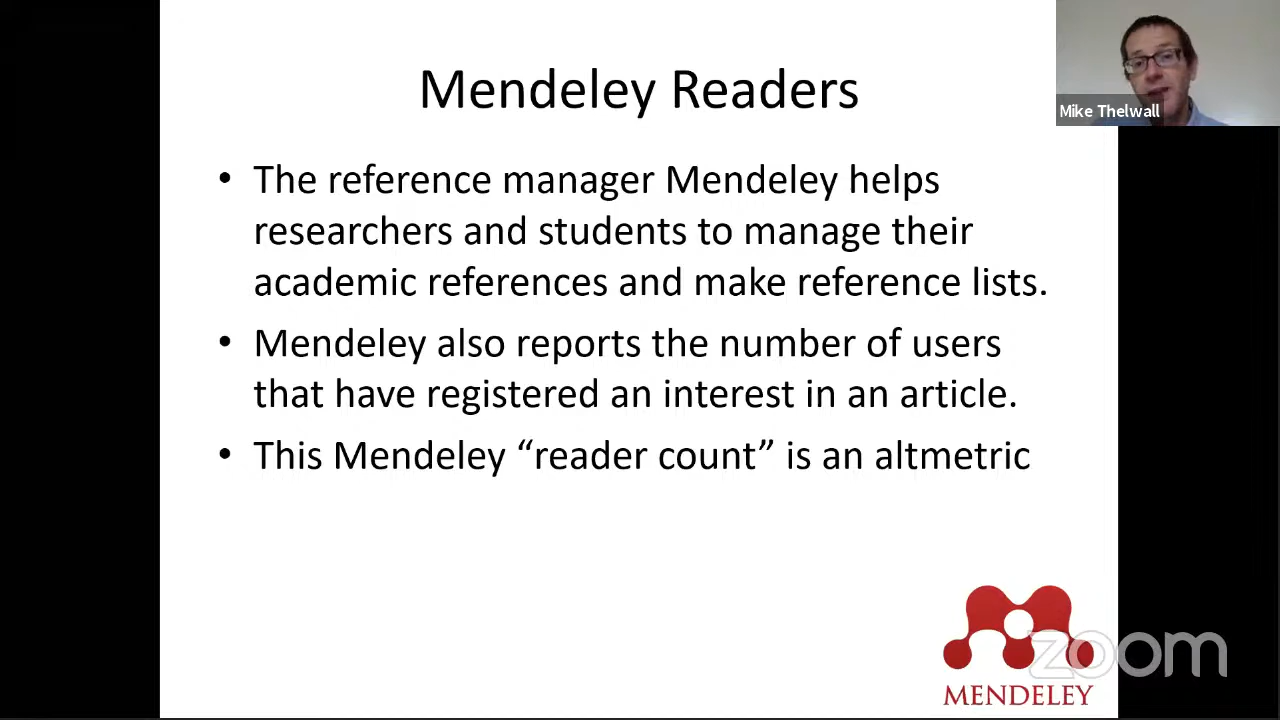 Mendeley Readers
Mike Thelwall
• The reference manager Mendeley helps
researchers and students to manage their
academic references and make reference lists.
• Mendeley also reports the number of users
that have registered an interest in an article.
• This Mendeley “reader count” is an altmetric
zoom
MENDELEY